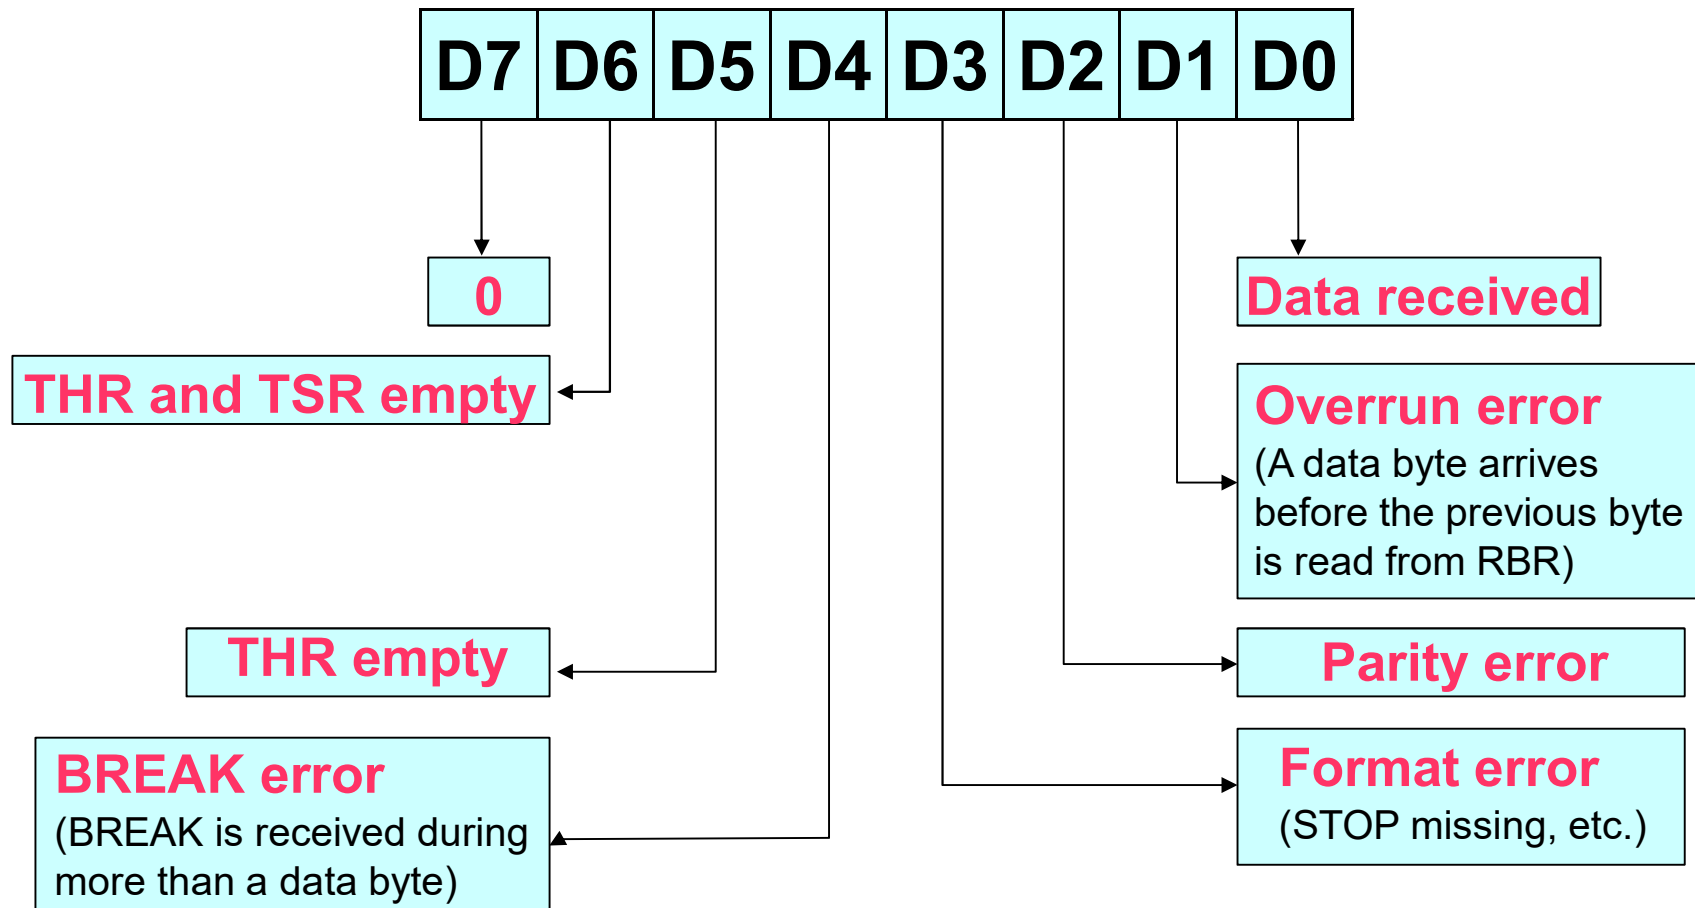 D7 D6 D5 D4 D3 D2 D1 D0
0
Data received
THR and TSR empty
Overrun error
(A data byte arrives
before the previous byte
is read from RBR)
THR empty
Parity error
BREAK error
(BREAK is received during
more than a data byte)
Format error
(STOP missing, etc.)